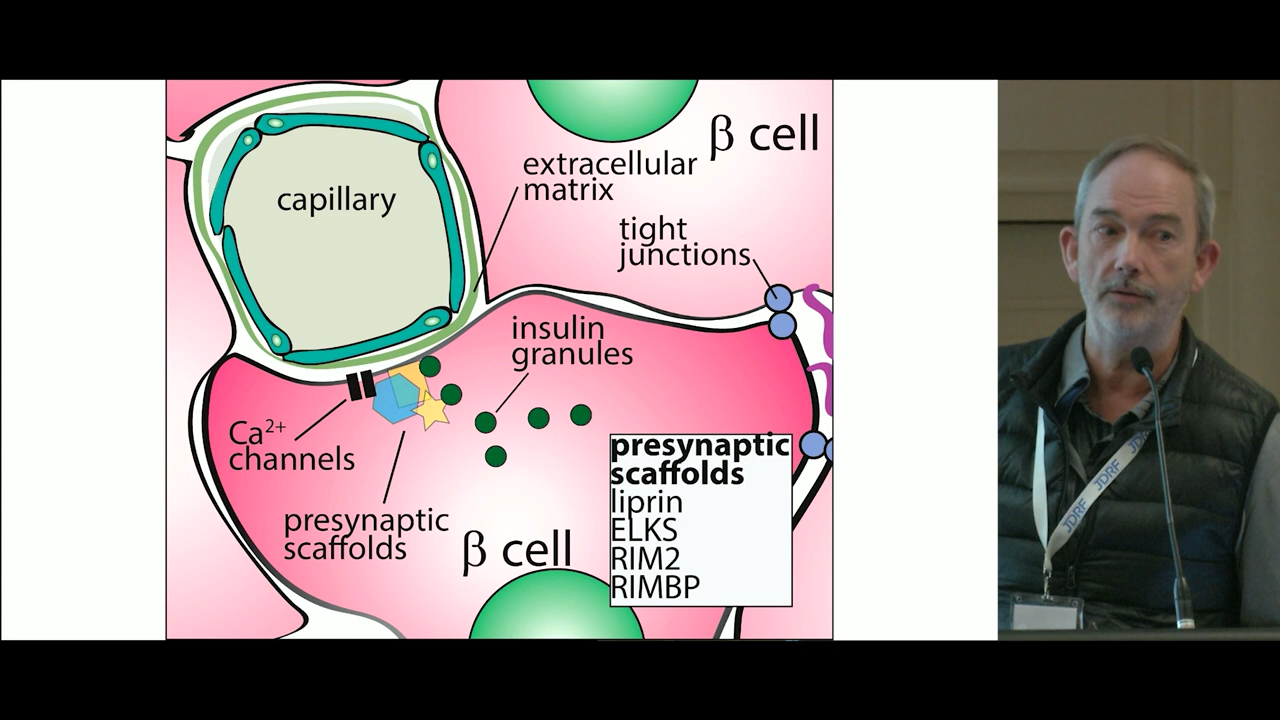 β cell
extracellular
matrix
capillary
tight
junctions
insulin
granules
Ca²⁺
channels
presynaptic
scaffolds
β cell
presynaptic
scaffolds
liprin
ELKS
RIM2
RIMBP
JDRF
JDRF
JDRF